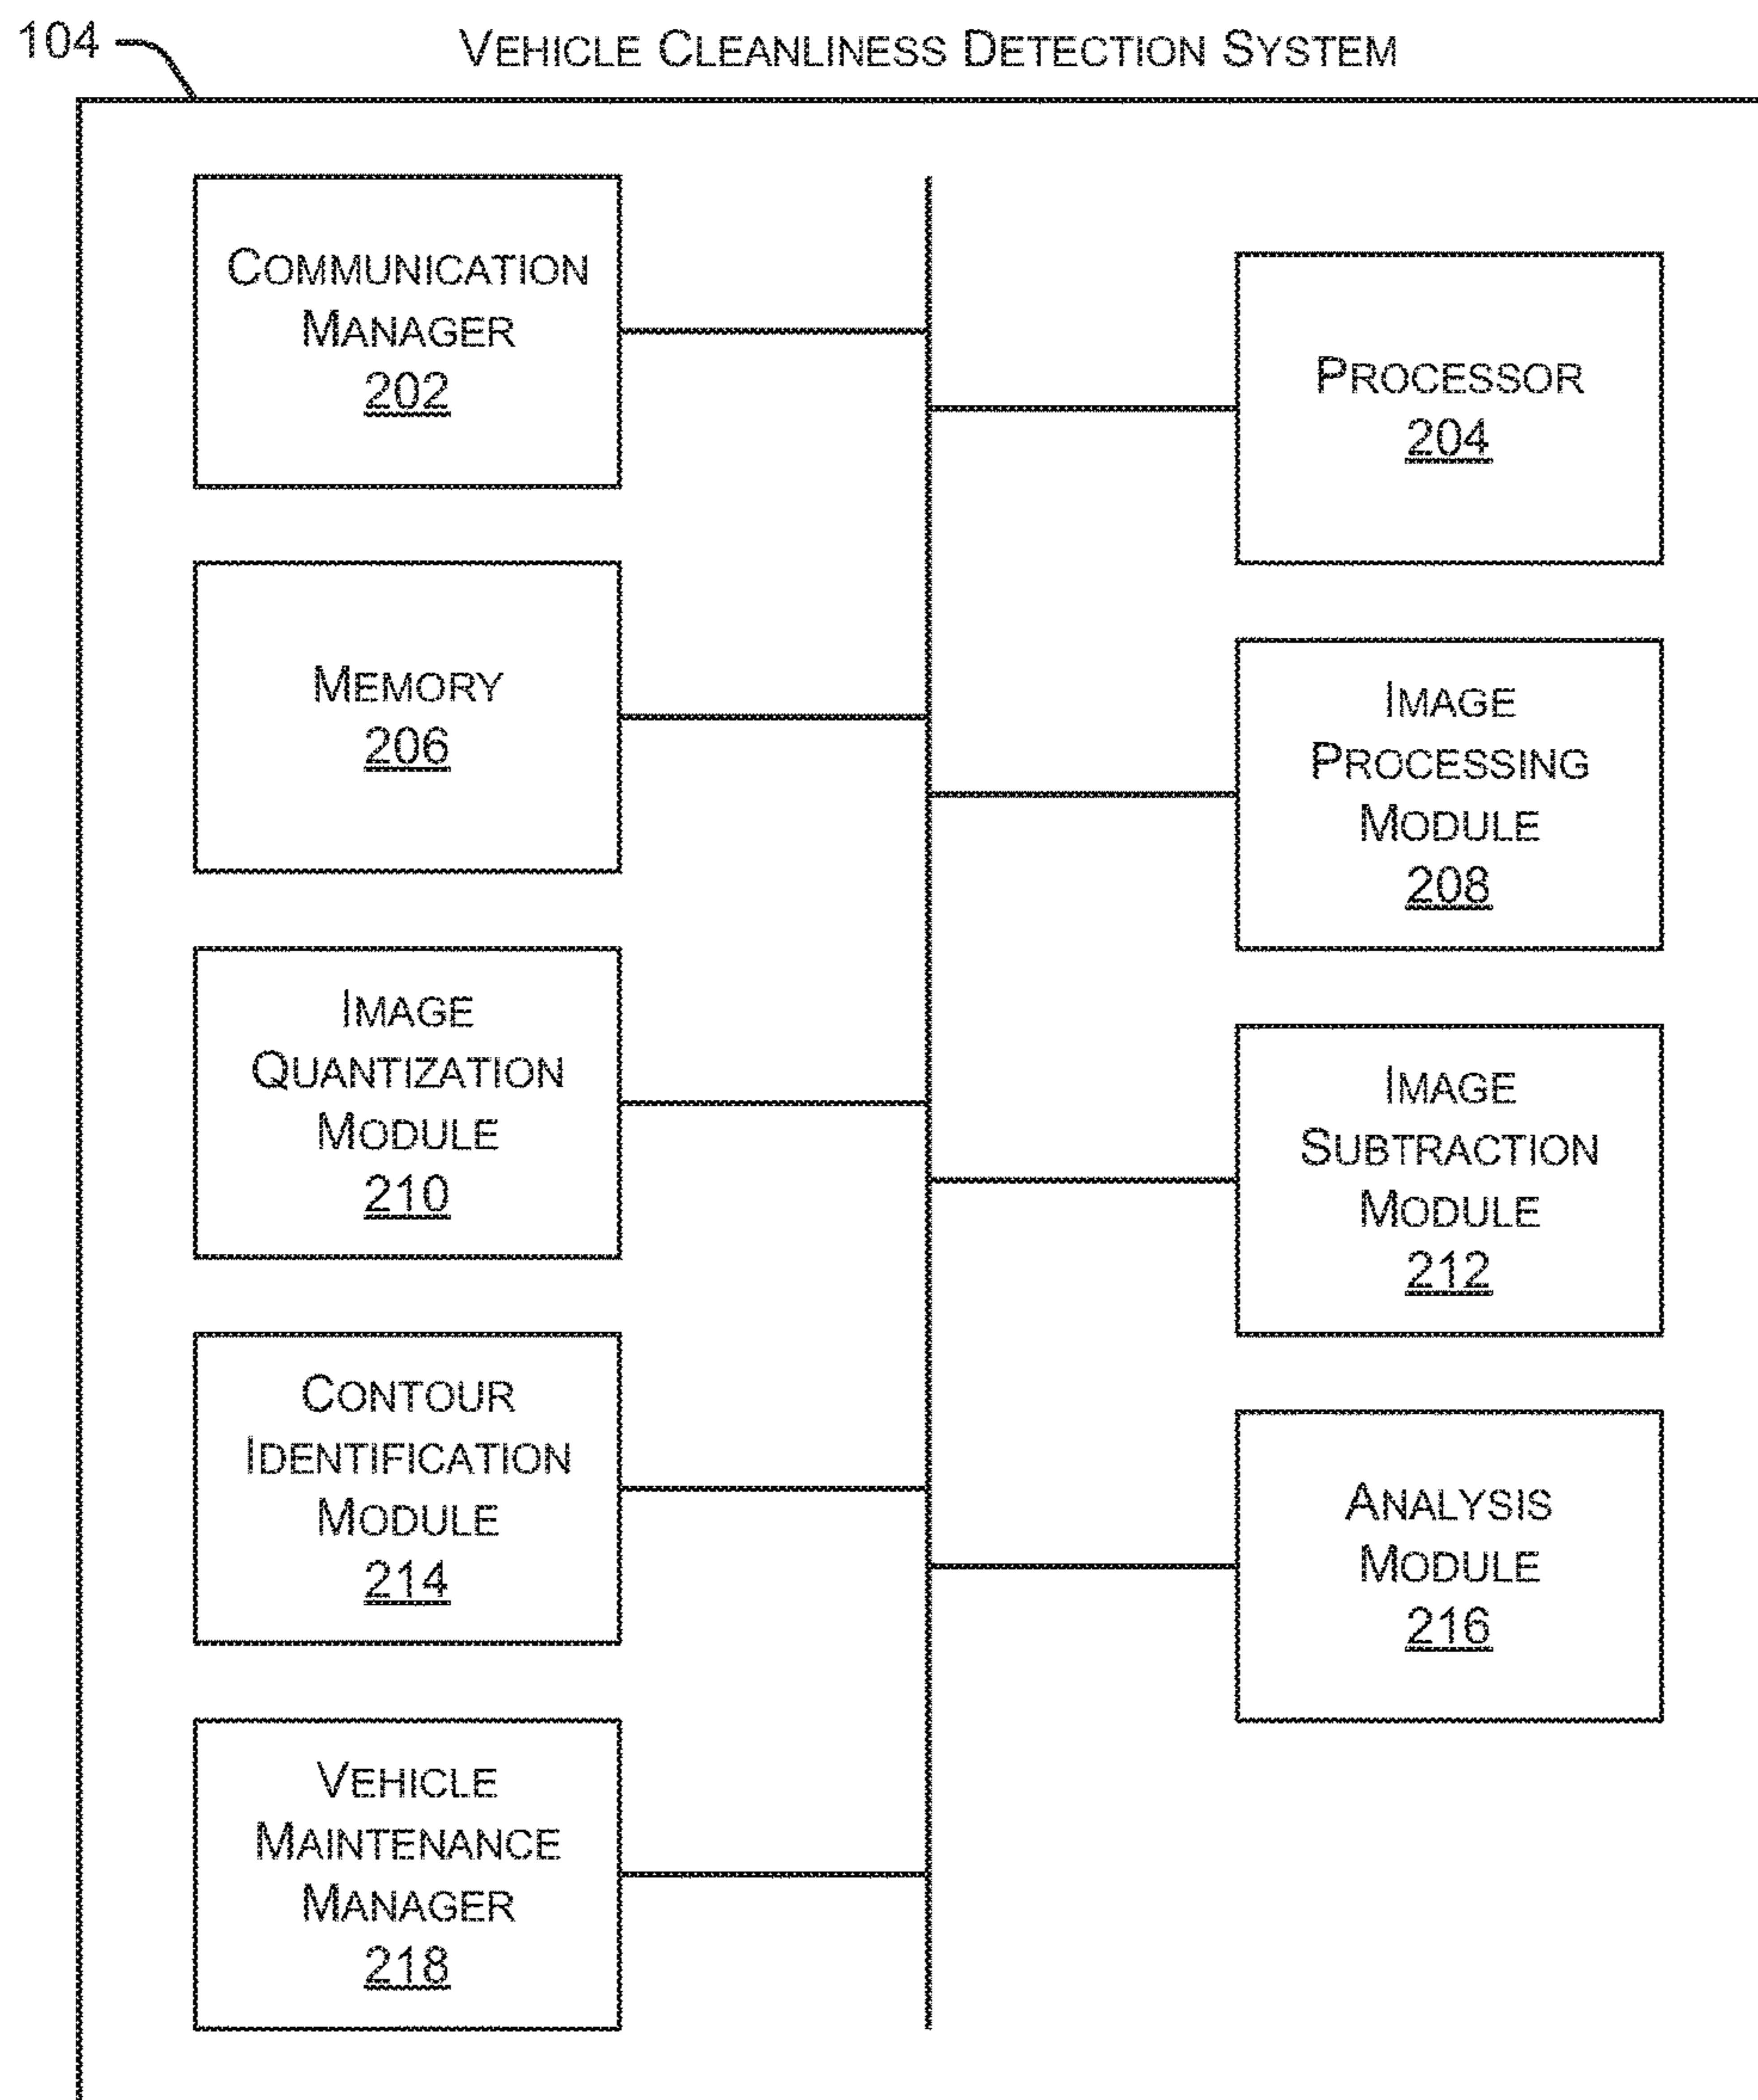 104
VEHICLE CLEANLINESS DETECTION SYSTEM
COMMUNICATION
MANAGER
202
PROCESSOR
204
MEMORY
206
IMAGE
PROCESSING
MODULE
208
IMAGE
QUANTIZATION
MODULE
210
IMAGE
SUBTRACTION
MODULE
212
CONTOUR
IDENTIFICATION
MODULE
214
ANALYSIS
MODULE
216
VEHICLE
MAINTENANCE
MANAGER
218